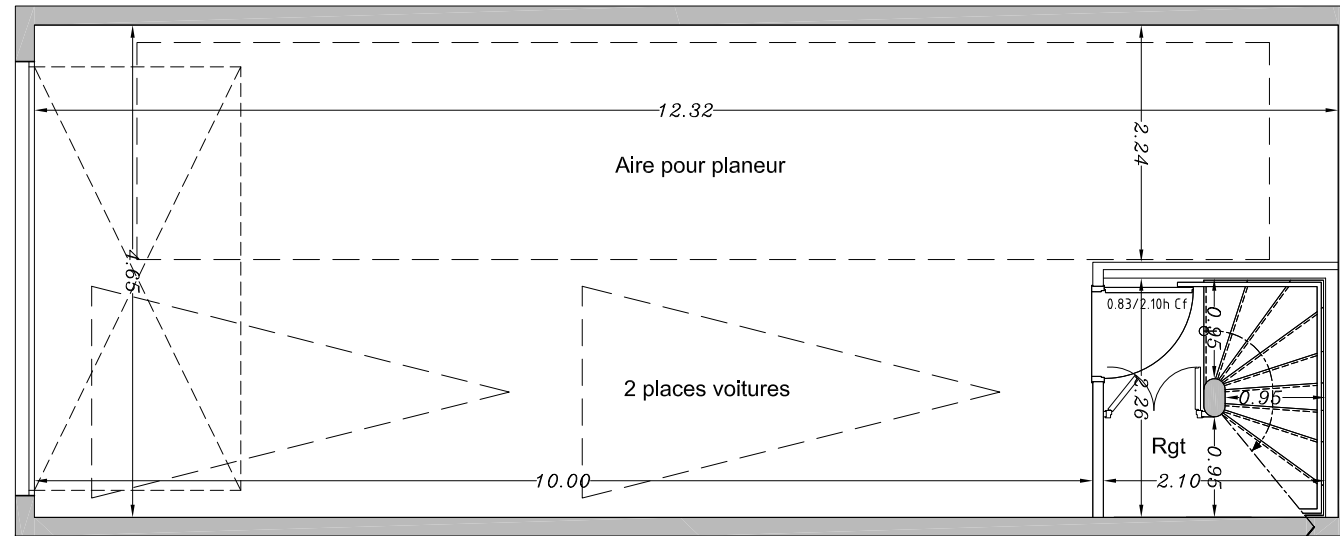 12.32
2.24
Aire pour planeur
4.65
0.83/2.10h Cf
0.95
2 places voitures
2.26
0.95
Rgt
0.95
10.00
2.10